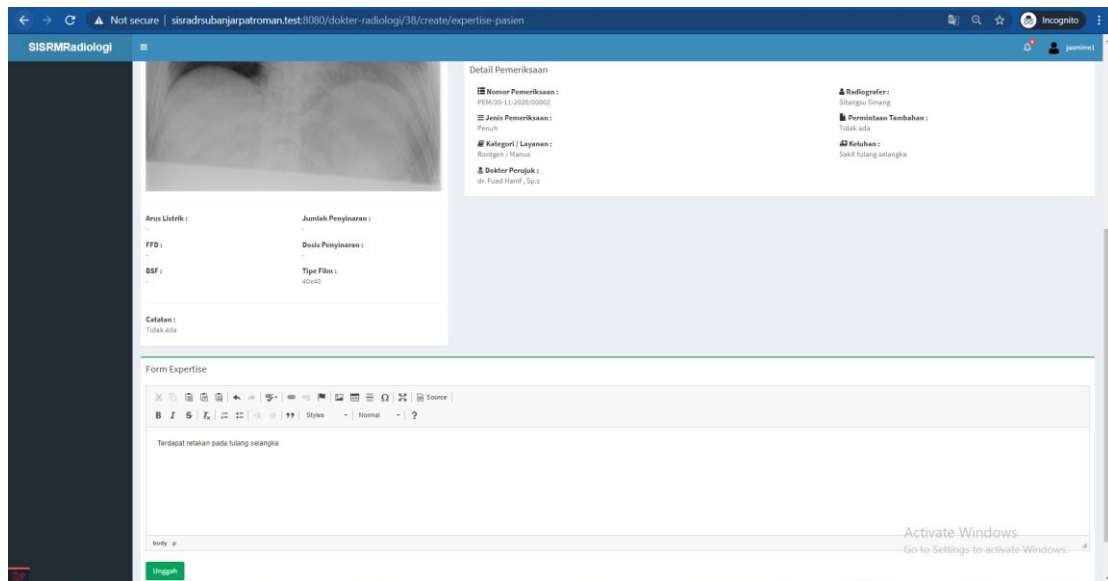 Not secure | sisradrsubanjarpatroman.test:8080/dokter-radiologi/38/create/expertise-pasien
Incognito
SISRMRadiologi
jasmine1
Detail Pemeriksaan
Nomor Pemeriksaan :
PEM/20-11-2020/00002
Jenis Pemeriksaan :
Penuh
Kategori / Layanan :
Rontgen / Manus
Dokter Perujuk :
dr. Fuad Hanif , Sp.s
Radiografer :
Sitangsu Ginang
Permintaan Tambahan :
Tidak ada
Keluhan :
Sakit tulang selangka
Arus Listrik :
-
Jumlah Penyinaran :
-
FFD :
-
Dosis Penyinaran :
-
BSF :
-
Tipe Film :
40x40
Catatan :
Tidak ada
Form Expertise
Source
B I S Tx Styles Normal ?
Terdapat retakan pada tulang selangka
body p
Unggah
Activate Windows
Go to Settings to activate Windows.